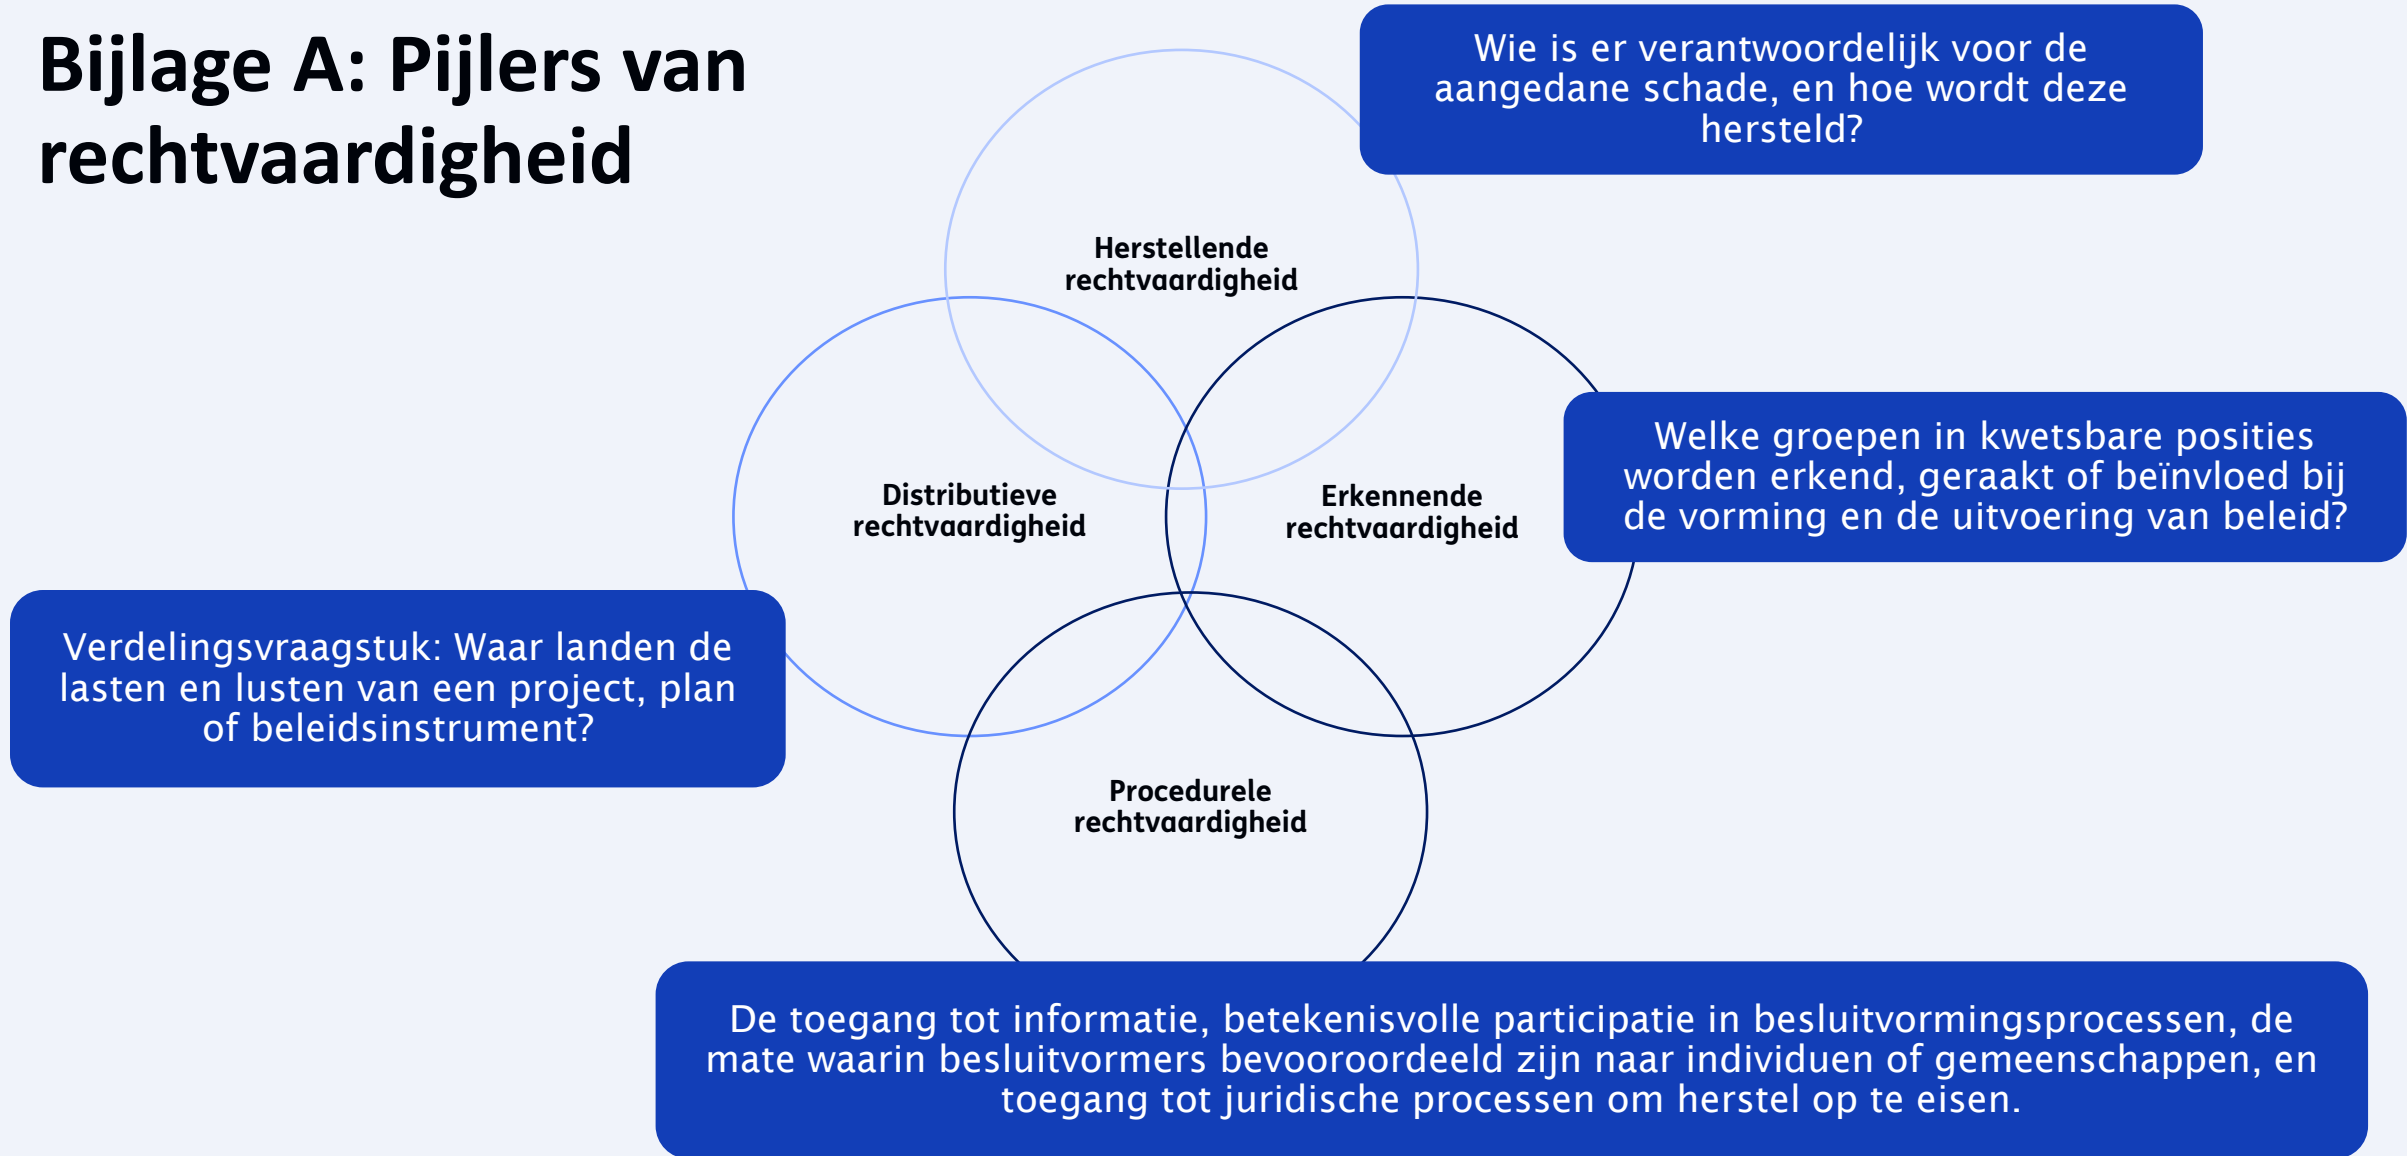 Bijlage A: Pijlers van
rechtvaardigheid
Wie is er verantwoordelijk voor de
aangedane schade, en hoe wordt deze
hersteld?
Herstellende
rechtvaardigheid
Welke groepen in kwetsbare posities
worden erkend, geraakt of beïnvloed bij
de vorming en de uitvoering van beleid?
Distributieve
rechtvaardigheid
Erkennende
rechtvaardigheid
Verdelingsvraagstuk: Waar landen de
lasten en lusten van een project, plan
of beleidsinstrument?
Procedurele
rechtvaardigheid
De toegang tot informatie, betekenisvolle participatie in besluitvormingsprocessen, de
mate waarin besluitvormers bevooroordeeld zijn naar individuen of gemeenschappen, en
toegang tot juridische processen om herstel op te eisen.